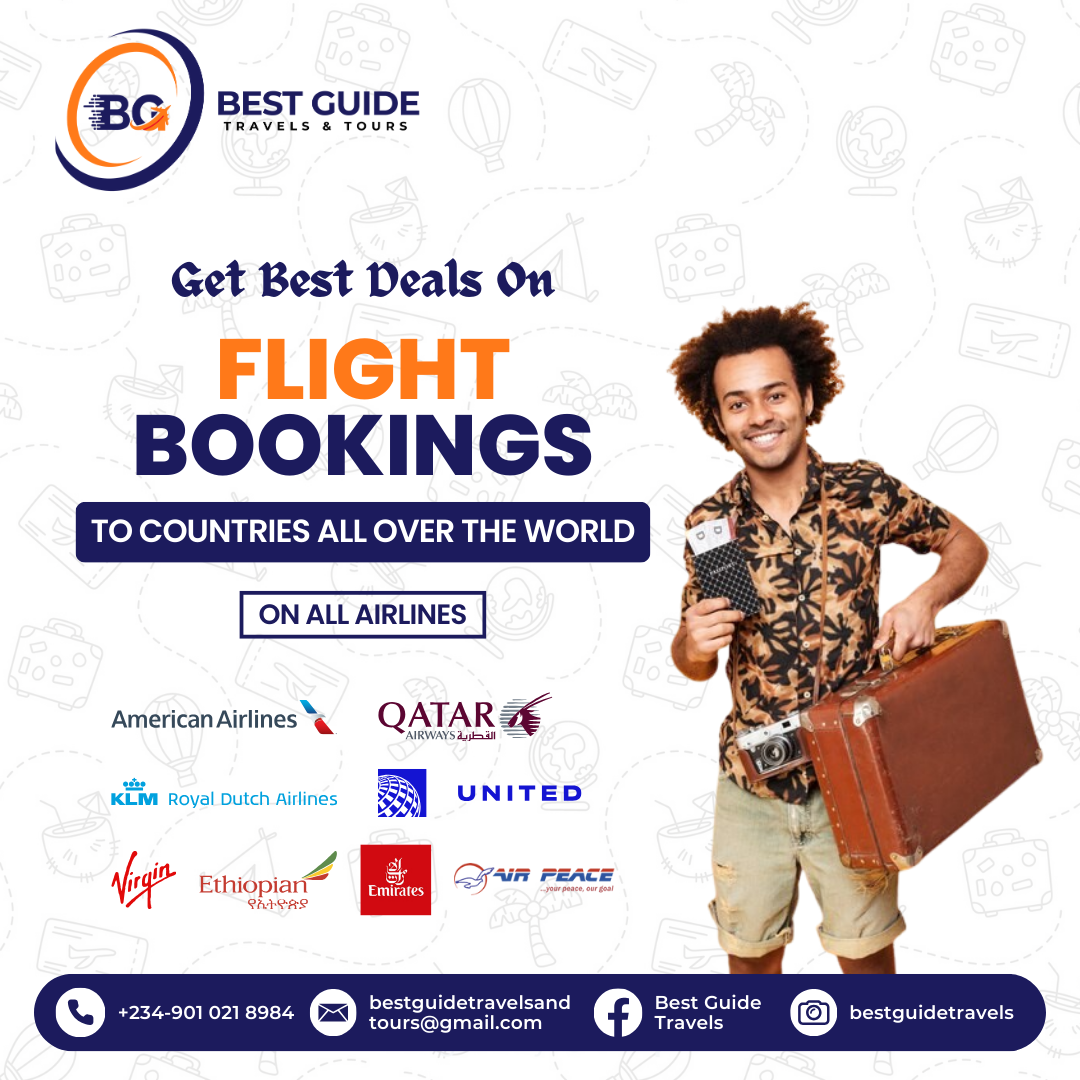 BG
BEST GUIDE
TRAVELS & TOURS
Get Best Deals On
FLIGHT
BOOKINGS
TO COUNTRIES ALL OVER THE WORLD
ON ALL AIRLINES
PASSPORT
American Airlines
QATAR
AIRWAYS القطرية
KLM Royal Dutch Airlines
UNITED
Virgin
Ethiopian
የኢትዮጵያ
Emirates
AIR PEACE
...your peace, our goal
+234-901 021 8984
bestguidetravelsand
tours@gmail.com
Best Guide
Travels
bestguidetravels